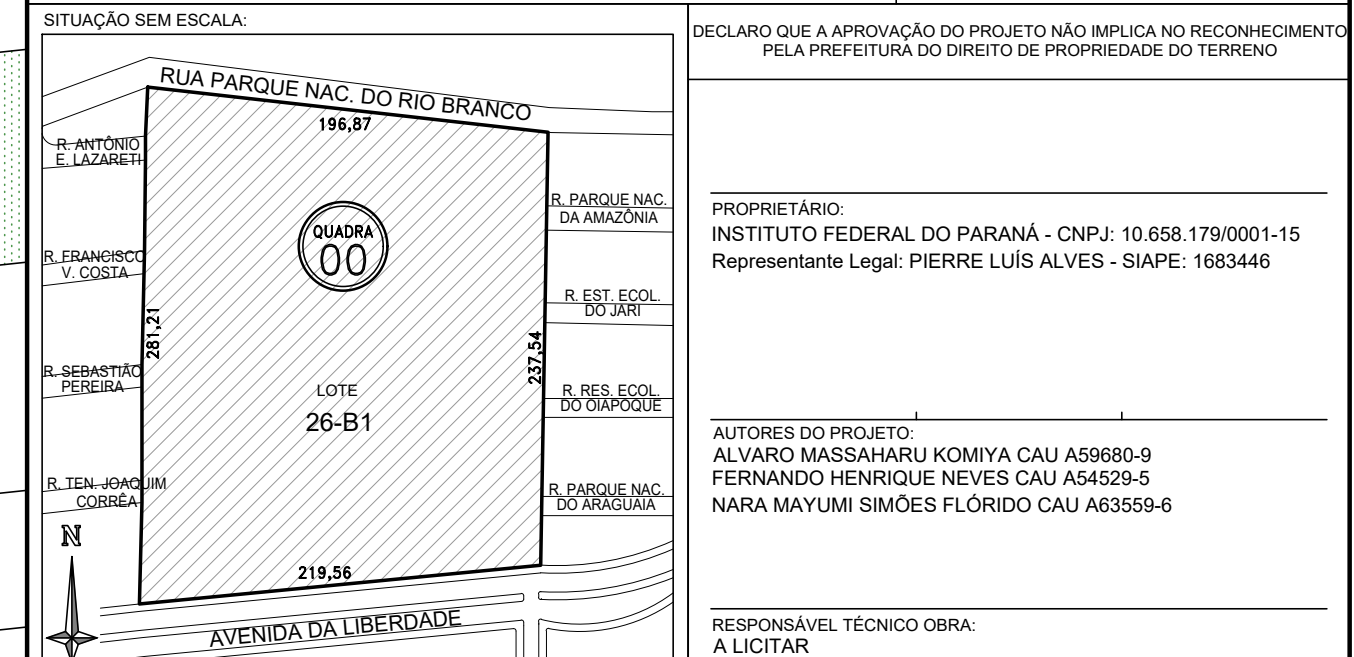 SITUAÇÃO SEM ESCALA:
RUA PARQUE NAC. DO RIO BRANCO
196,87
R. ANTÔNIO
E. LAZARETI
QUADRA
00
R. PARQUE NAC.
DA AMAZÔNIA
R. FRANCISCO
V. COSTA
R. EST. ECOL.
DO JARI
281,21
237,54
R. SEBASTIÃO
PEREIRA
LOTE
26-B1
R. RES. ECOL.
DO OIAPOQUE
R. TEN. JOAQUIM
CORRÊA
R. PARQUE NAC.
DO ARAGUAIA
N
219,56
AVENIDA DA LIBERDADE
DECLARO QUE A APROVAÇÃO DO PROJETO NÃO IMPLICA NO RECONHECIMENTO
PELA PREFEITURA DO DIREITO DE PROPRIEDADE DO TERRENO
PROPRIETÁRIO:
INSTITUTO FEDERAL DO PARANÁ - CNPJ: 10.658.179/0001-15
Representante Legal: PIERRE LUÍS ALVES - SIAPE: 1683446
AUTORES DO PROJETO:
ALVARO MASSAHARU KOMIYA CAU A59680-9
FERNANDO HENRIQUE NEVES CAU A54529-5
NARA MAYUMI SIMÕES FLÓRIDO CAU A63559-6
RESPONSÁVEL TÉCNICO OBRA:
A LICITAR